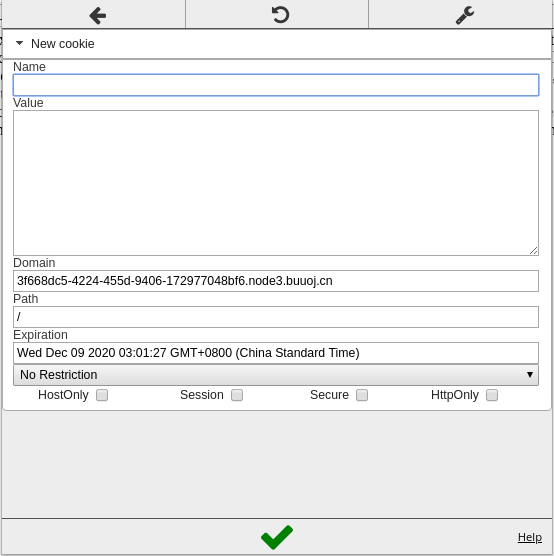 New cookie
Name
Value
Domain
3f668dc5-4224-455d-9406-172977048bf6.node3.buuoj.cn
Path
/
Expiration
Wed Dec 09 2020 03:01:27 GMT+0800 (China Standard Time)
No Restriction
HostOnly Session Secure HttpOnly
Help